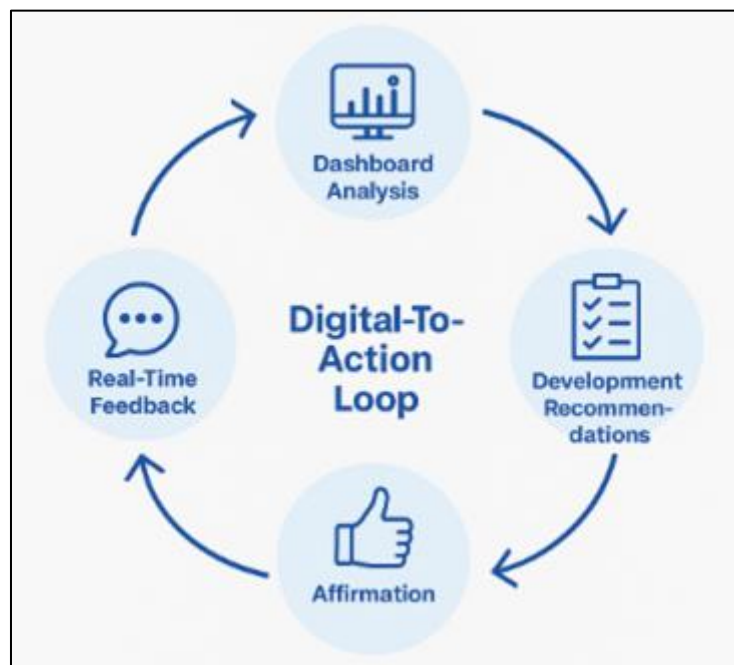 Dashboard
Analysis
Digital-To-
Action
Loop
Real-Time
Feedback
Development
Recommen-
dations
Affirmation